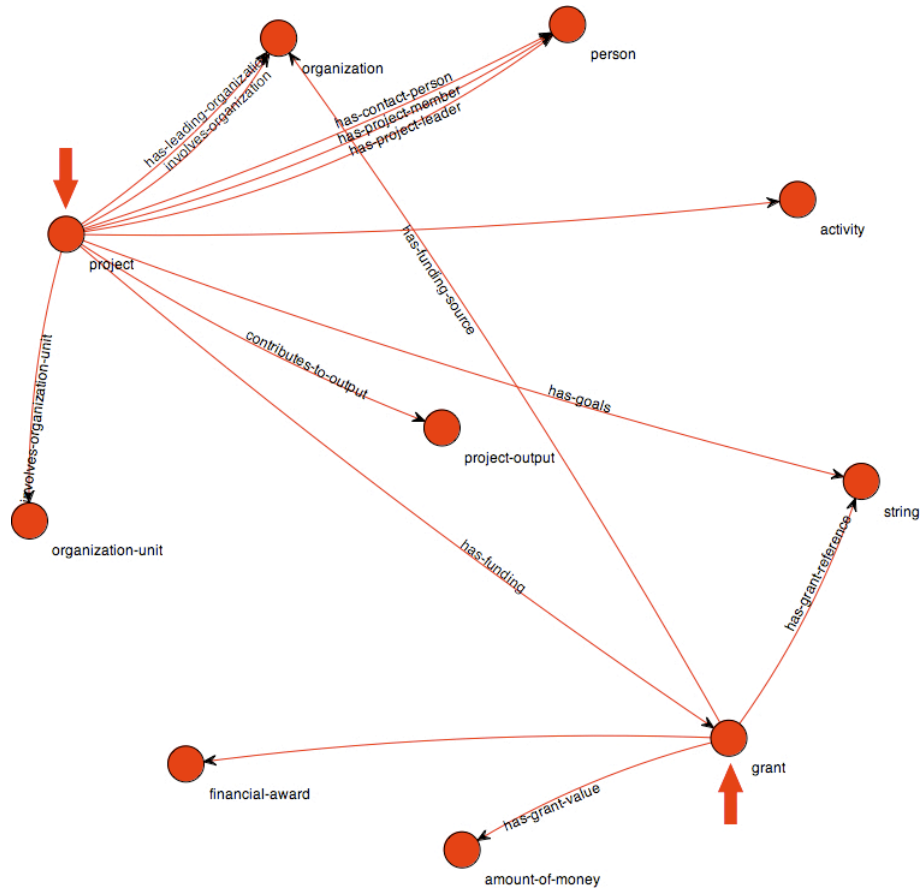 organization
person
has-leading-organization
involves-organization
has-contact-person
has-project-member
has-project-leader
activity
project
has-funding-source
involves-organization-unit
contributes-to-output
has-goals
project-output
string
organization-unit
has-funding
has-grant-reference
grant
financial-award
has-grant-value
amount-of-money